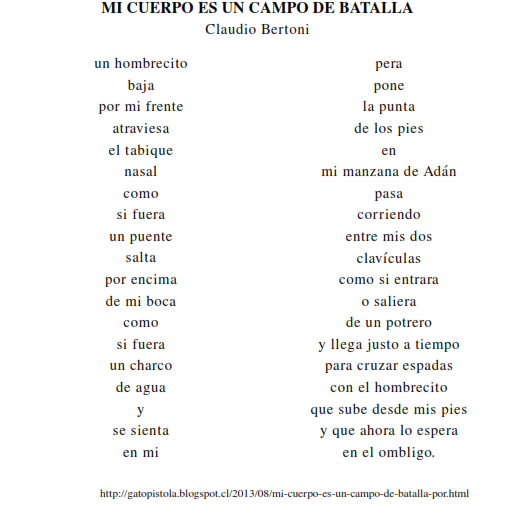 MI CUERPO ES UN CAMPO DE BATALLA
Claudio Bertoni
un hombrecito
baja
por mi frente
atraviesa
el tabique
nasal
como
si fuera
un puente
salta
por encima
de mi boca
como
si fuera
un charco
de agua
y
se sienta
en mi
pera
pone
la punta
de los pies
en
mi manzana de Adán
pasa
corriendo
entre mis dos
clavículas
como si entrara
o saliera
de un potrero
y llega justo a tiempo
para cruzar espadas
con el hombrecito
que sube desde mis pies
y que ahora lo espera
en el ombligo.
http://gatopistola.blogspot.cl/2013/08/mi-cuerpo-es-un-campo-de-batalla-por.html